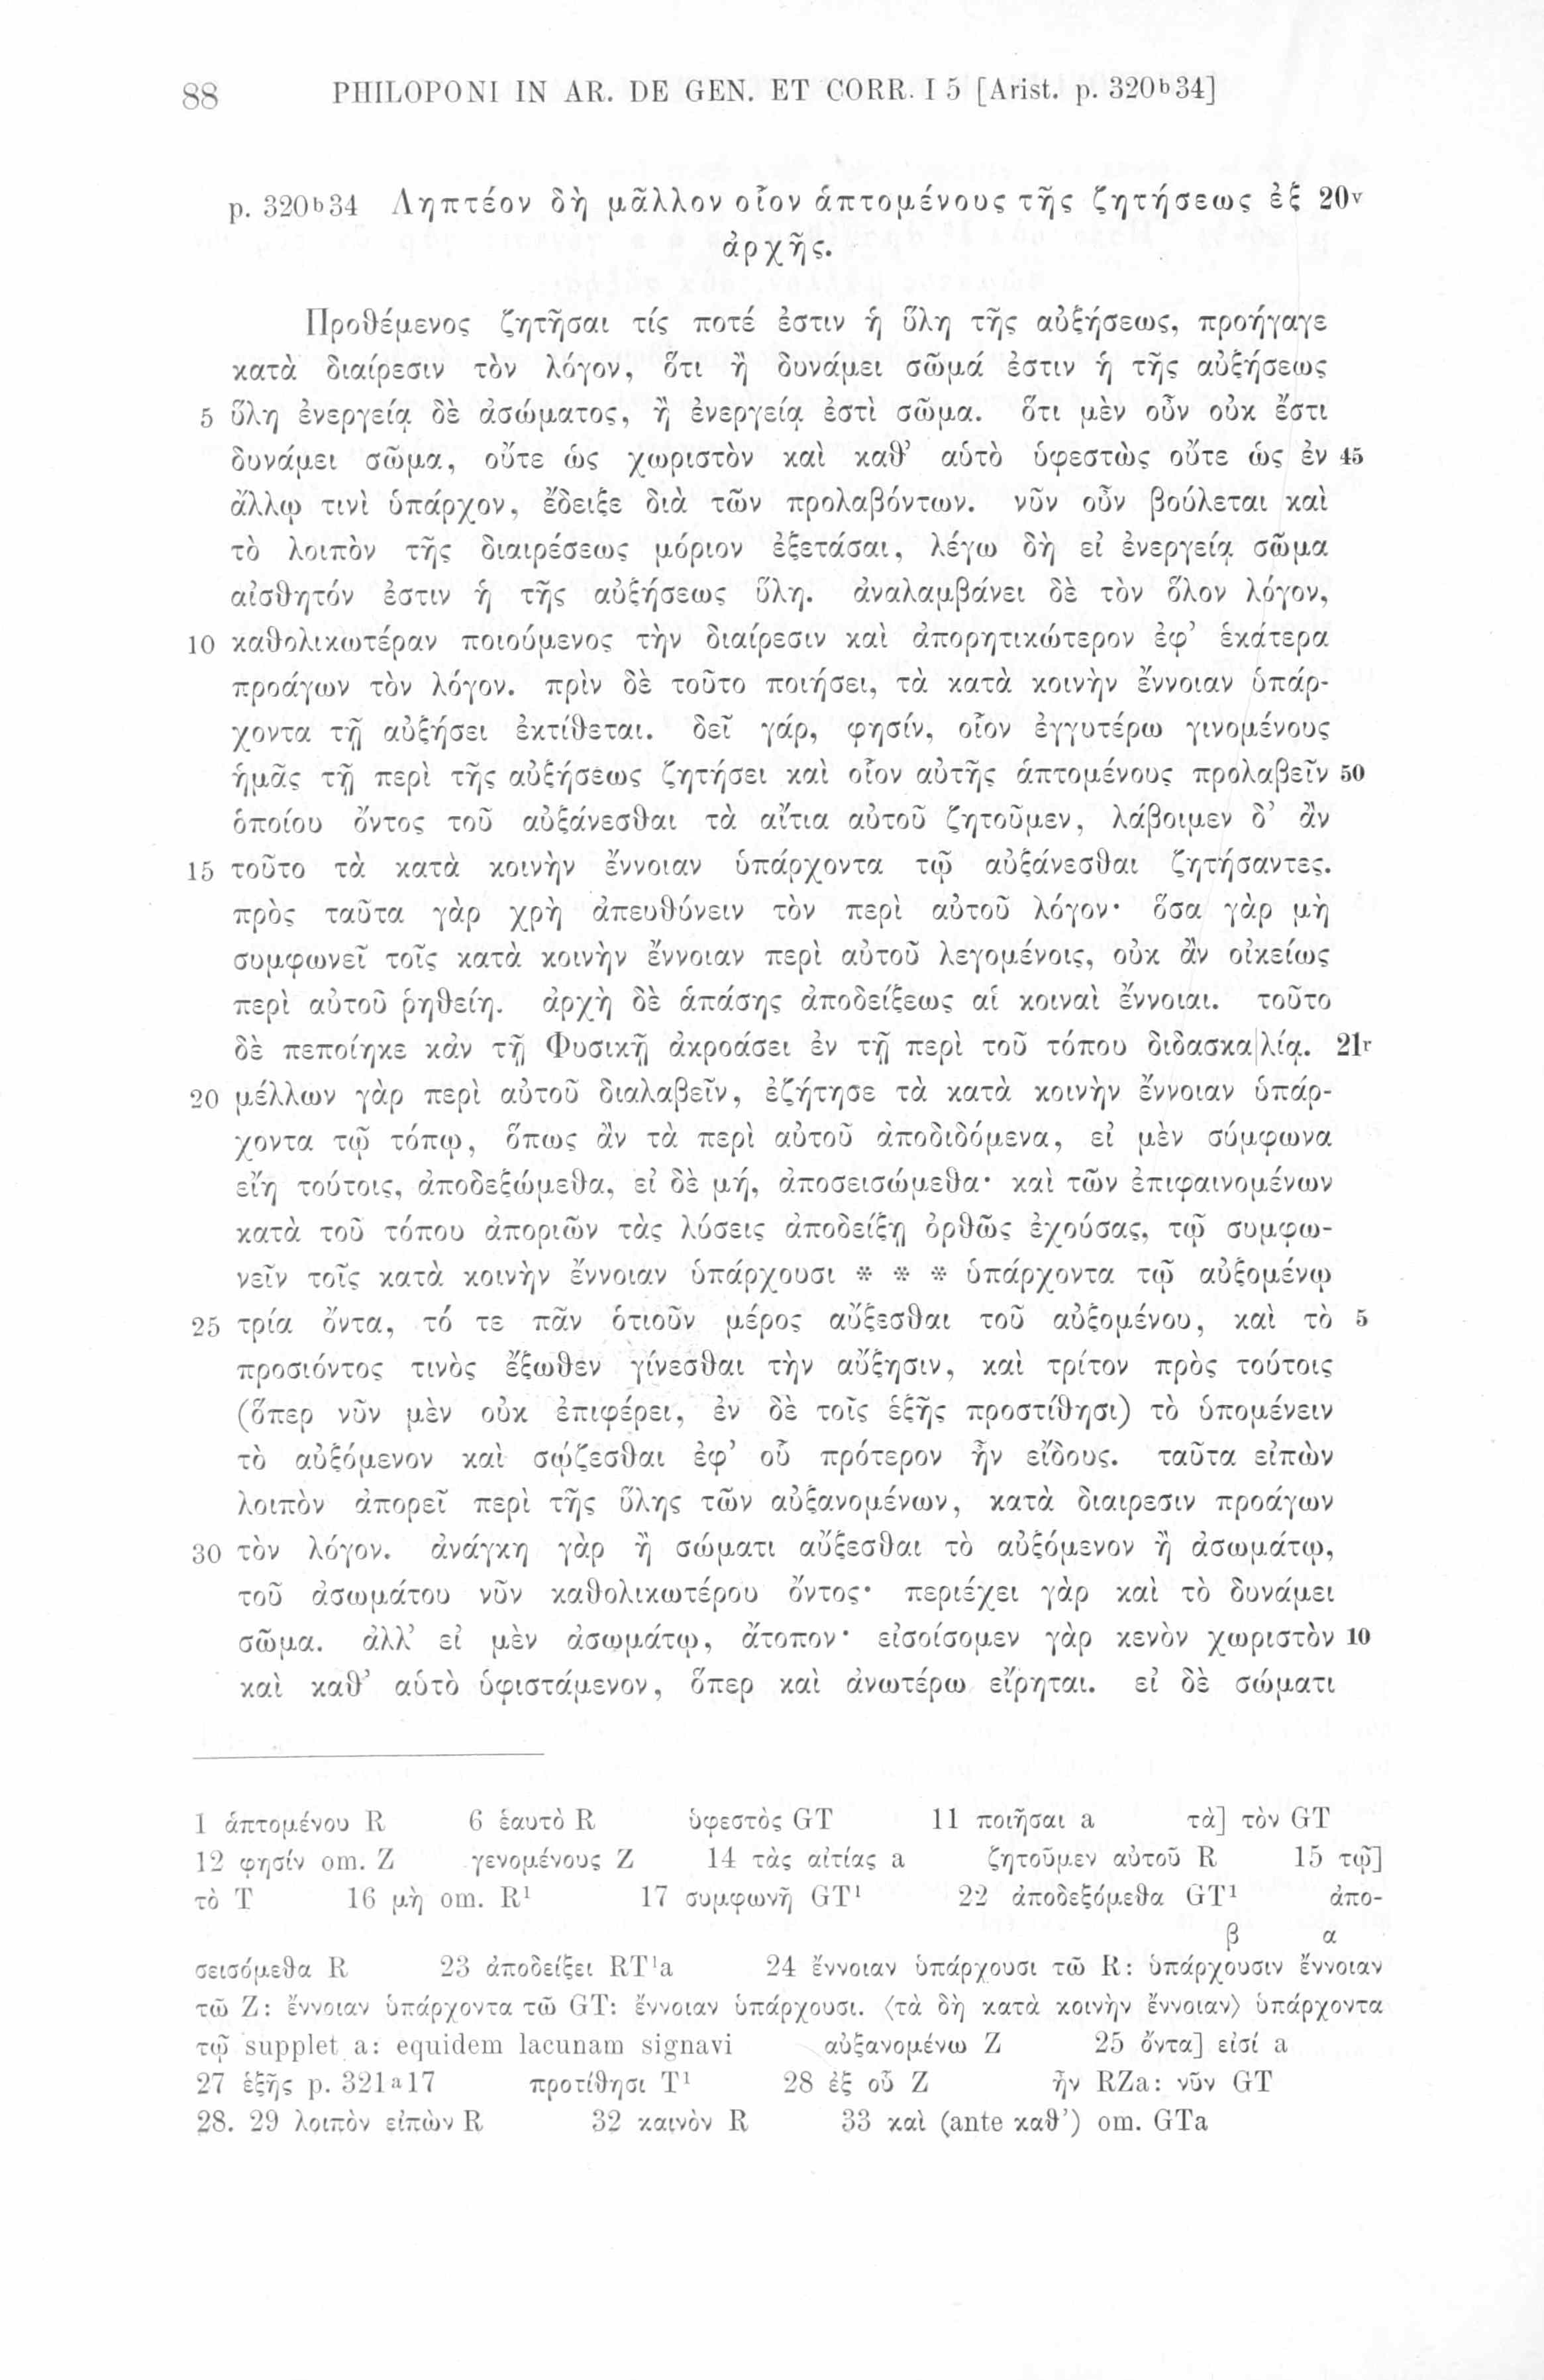 88 PHILOPONI IN AR. DE GEN. ET CORR. I 5 [Arist. p. 320b34]
p. 320b34 Ληπτέον δὴ μᾶλλον οἷον ἁπτομένους τῆς ζητήσεως ἐξ 20v
ἀρχῆς.
Προθέμενος ζητῆσαι τίς ποτέ ἐστιν ἡ ὕλη τῆς αὐξήσεως, προήγαγε
κατὰ διαίρεσιν τὸν λόγον, ὅτι ἢ δυνάμει σῶμά ἐστιν ἡ τῆς αὐξήσεως
5 ὕλη ἐνεργείᾳ δὲ ἀσώματος, ἢ ἐνεργείᾳ ἐστὶ σῶμα. ὅτι μὲν οὖν οὐκ ἔστι
δυνάμει σῶμα, οὔτε ὡς χωριστὸν καὶ καθ’ αὑτὸ ὑφεστὼς οὔτε ὡς ἐν 45
ἄλλῳ τινὶ ὑπάρχον, ἔδειξε διὰ τῶν προλαβόντων. νῦν οὖν βούλεται καὶ
τὸ λοιπὸν τῆς διαιρέσεως μόριον ἐξετάσαι, λέγω δὴ εἰ ἐνεργείᾳ σῶμα
αἰσθητόν ἐστιν ἡ τῆς αὐξήσεως ὕλη. ἀναλαμβάνει δὲ τὸν ὅλον λόγον,
10 καθολικωτέραν ποιούμενος τὴν διαίρεσιν καὶ ἀπορητικώτερον ἐφ’ ἑκάτερα
προάγων τὸν λόγον. πρὶν δὲ τοῦτο ποιήσει, τὰ κατὰ κοινὴν ἔννοιαν ὑπάρ-
χοντα τῇ αὐξήσει ἐκτίθεται. δεῖ γάρ, φησίν, οἷον ἐγγυτέρω γινομένους
ἡμᾶς τῇ περὶ τῆς αὐξήσεως ζητήσει καὶ οἷον αὐτῆς ἁπτομένους προλαβεῖν 50
ὁποίου ὄντος τοῦ αὐξάνεσθαι τὰ αἴτια αὐτοῦ ζητοῦμεν, λάβοιμεν δ’ ἂν
15 τοῦτο τὰ κατὰ κοινὴν ἔννοιαν ὑπάρχοντα τῷ αὐξάνεσθαι ζητήσαντες.
πρὸς ταῦτα γὰρ χρὴ ἀπευθύνειν τὸν περὶ αὐτοῦ λόγον· ὅσα γὰρ μὴ
συμφωνεῖ τοῖς κατὰ κοινὴν ἔννοιαν περὶ αὐτοῦ λεγομένοις, οὐκ ἂν οἰκείως
περὶ αὐτοῦ ῥηθείη. ἀρχὴ δὲ ἁπάσης ἀποδείξεως αἱ κοιναὶ ἔννοιαι. τοῦτο
δὲ πεποίηκε κἀν τῇ Φυσικῇ ἀκροάσει ἐν τῇ περὶ τοῦ τόπου διδασκα|λίᾳ. 21r
20 μέλλων γὰρ περὶ αὐτοῦ διαλαβεῖν, ἐζήτησε τὰ κατὰ κοινὴν ἔννοιαν ὑπάρ-
χοντα τῷ τόπῳ, ὅπως ἂν τὰ περὶ αὐτοῦ ἀποδιδόμενα, εἰ μὲν σύμφωνα
εἴη τούτοις, ἀποδεξώμεθα, εἰ δὲ μή, ἀποσεισώμεθα· καὶ τῶν ἐπιφαινομένων
κατὰ τοῦ τόπου ἀποριῶν τὰς λύσεις ἀποδείξῃ ὀρθῶς ἐχούσας, τῷ συμφω-
νεῖν τοῖς κατὰ κοινὴν ἔννοιαν ὑπάρχουσι * * * ὑπάρχοντα τῷ αὐξομένῳ
25 τρία ὄντα, τό τε πᾶν ὁτιοῦν μέρος αὔξεσθαι τοῦ αὐξομένου, καὶ τὸ 5
προσιόντος τινὸς ἔξωθεν γίνεσθαι τὴν αὔξησιν, καὶ τρίτον πρὸς τούτοις
(ὅπερ νῦν μὲν οὐκ ἐπιφέρει, ἐν δὲ τοῖς ἑξῆς προστίθησι) τὸ ὑπομένειν
τὸ αὐξόμενον καὶ σῴζεσθαι ἐφ’ οὗ πρότερον ἦν εἴδους. ταῦτα εἰπὼν
λοιπὸν ἀπορεῖ περὶ τῆς ὕλης τῶν αὐξανομένων, κατὰ διαιρεσιν προάγων
30 τὸν λόγον. ἀνάγκη γὰρ ἢ σώματι αὔξεσθαι τὸ αὐξόμενον ἢ ἀσωμάτῳ,
τοῦ ἀσωμάτου νῦν καθολικωτέρου ὄντος· περιέχει γὰρ καὶ τὸ δυνάμει
σῶμα. ἀλλ’ εἰ μὲν ἀσωμάτῳ, ἄτοπον· εἰσοίσομεν γὰρ κενὸν χωριστὸν 10
καὶ καθ’ αὑτὸ ὑφιστάμενον, ὅπερ καὶ ἀνωτέρω εἴρηται. εἰ δὲ σώματι
1 ἁπτομένου R 6 ἑαυτὸ R ὑφεστὸς GT 11 ποιῆσαι a τὰ] τὸν GT
12 φησίν om. Z γενομένους Z 14 τὰς αἰτίας a ζητοῦμεν αὐτοῦ R 15 τῷ]
τὸ T 16 μὴ om. R1 17 συμφωνῆ GT1 22 ἀποδεξόμεθα GT1 ἀπο-
β α
σεισόμεθα R 23 ἀποδείξει RT1a 24 ἔννοιαν ὑπάρχουσι τῶ R: ὑπάρχουσιν ἔννοιαν
τῶ Z: ἔννοιαν ὑπάρχοντα τῶ GT: ἔννοιαν ὑπάρχουσι. ⟨τὰ δὴ κατὰ κοινὴν ἔννοιαν⟩ ὑπάρχοντα
τῷ supplet a: equidem lacunam signavi αὐξανομένω Z 25 ὄντα] εἰσί a
27 ἑξῆς p. 321a17 προτίθησι T1 28 ἐξ οὗ Z ἦν RZa: νῦν GT
28. 29 λοιπὸν εἰπὼν R 32 καινὸν R 33 καὶ (ante καθ’) om. GTa